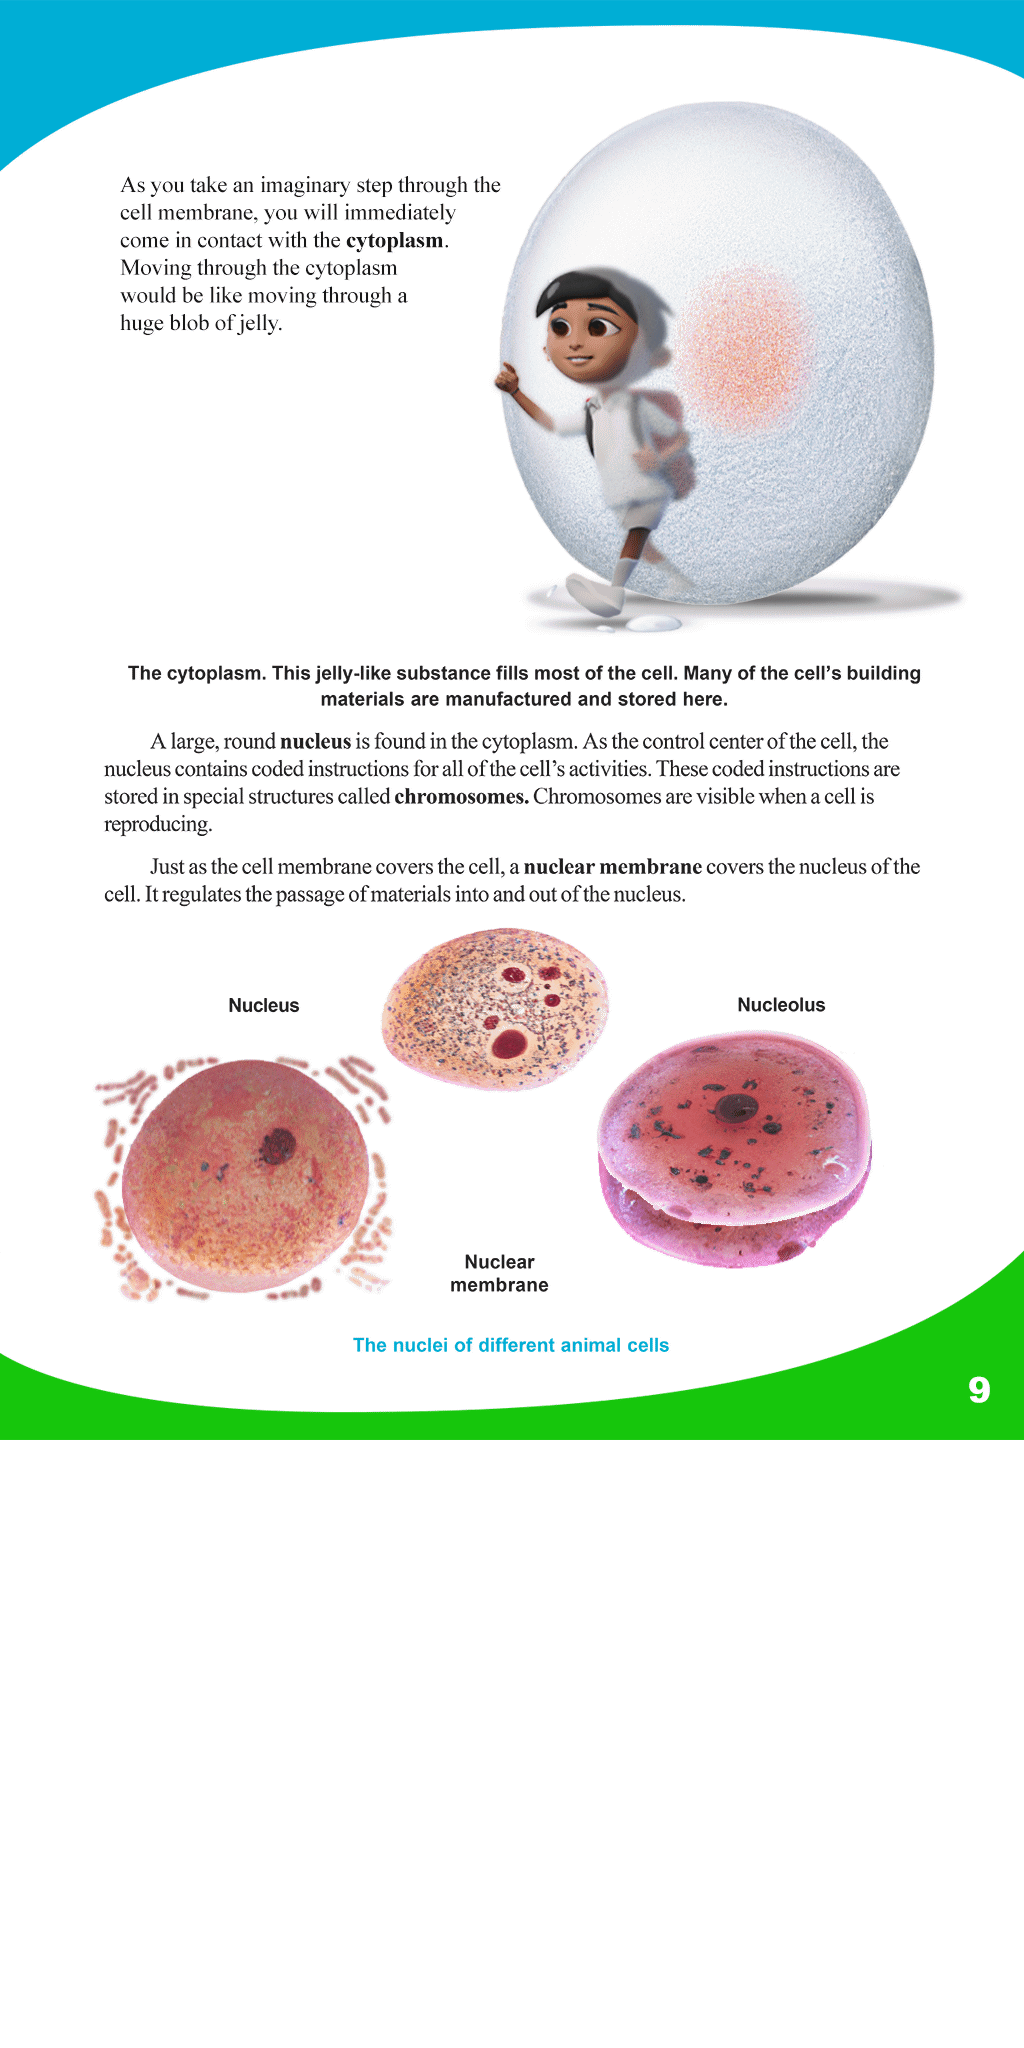 As you take an imaginary step through the
cell membrane, you will immediately
come in contact with the cytoplasm.
Moving through the cytoplasm
would be like moving through a
huge blob of jelly.
The cytoplasm. This jelly-like substance fills most of the cell. Many of the cell’s building
materials are manufactured and stored here.
A large, round nucleus is found in the cytoplasm. As the control center of the cell, the
nucleus contains coded instructions for all of the cell’s activities. These coded instructions are
stored in special structures called chromosomes. Chromosomes are visible when a cell is
reproducing.
Just as the cell membrane covers the cell, a nuclear membrane covers the nucleus of the
cell. It regulates the passage of materials into and out of the nucleus.
Nucleus
Nucleolus
Nuclear
membrane
The nuclei of different animal cells
9